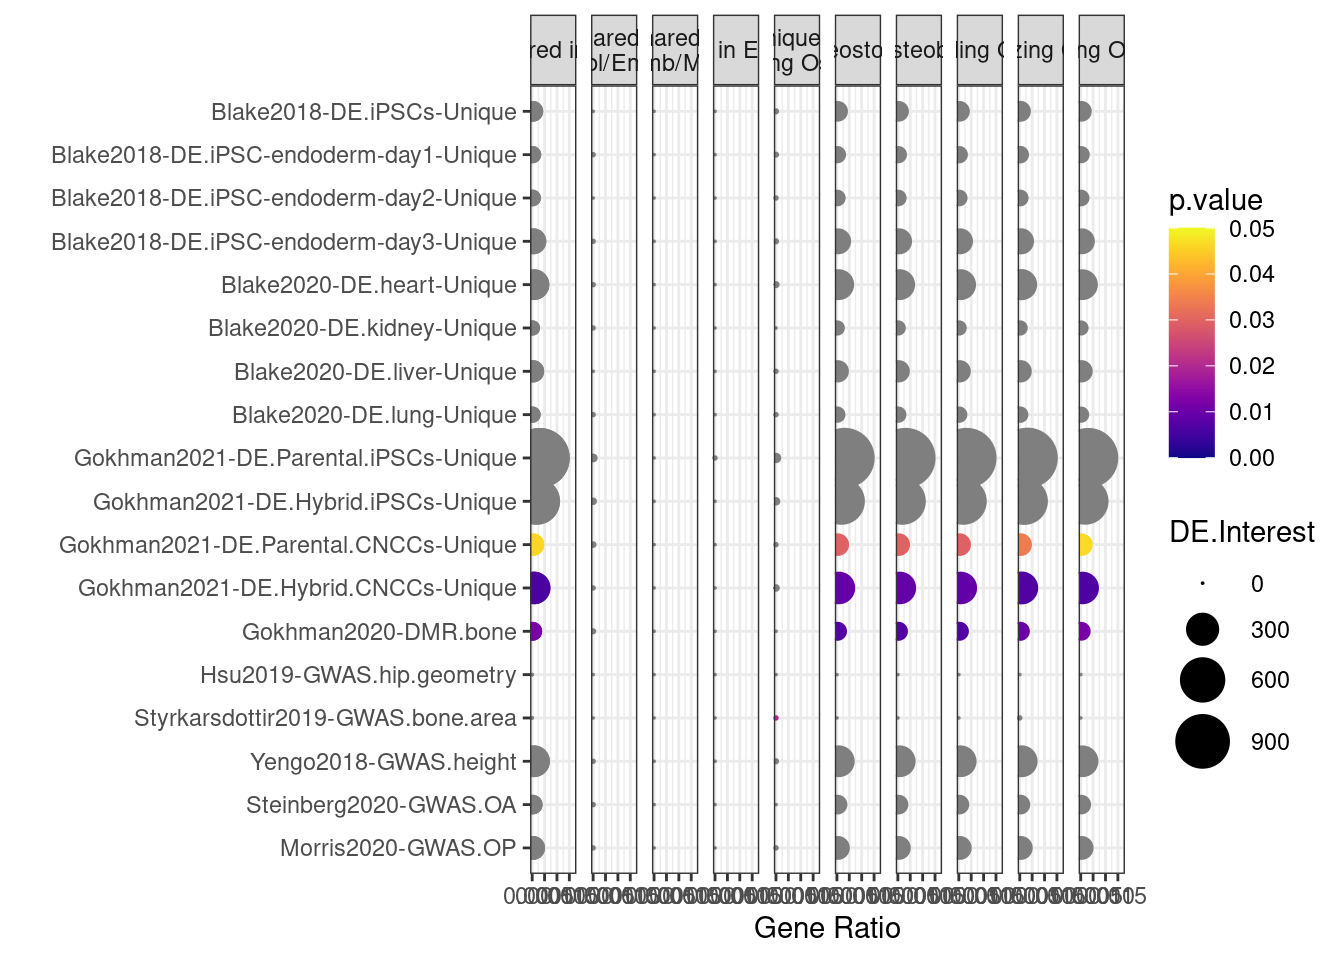 red in
ared
ol/Em
ared
mb/M
in E
nique
ng Os
eosto
steob
ling O
zing O
ng O
Blake2018-DE.iPSCs-Unique
Blake2018-DE.iPSC-endoderm-day1-Unique
Blake2018-DE.iPSC-endoderm-day2-Unique
Blake2018-DE.iPSC-endoderm-day3-Unique
Blake2020-DE.heart-Unique
Blake2020-DE.kidney-Unique
Blake2020-DE.liver-Unique
Blake2020-DE.lung-Unique
Gokhman2021-DE.Parental.iPSCs-Unique
Gokhman2021-DE.Hybrid.iPSCs-Unique
Gokhman2021-DE.Parental.CNCCs-Unique
Gokhman2021-DE.Hybrid.CNCCs-Unique
Gokhman2020-DMR.bone
Hsu2019-GWAS.hip.geometry
Styrkarsdottir2019-GWAS.bone.area
Yengo2018-GWAS.height
Steinberg2020-GWAS.OA
Morris2020-GWAS.OP
Gene Ratio
p.value
0.05
0.04
0.03
0.02
0.01
0.00
DE.Interest
0
300
600
900